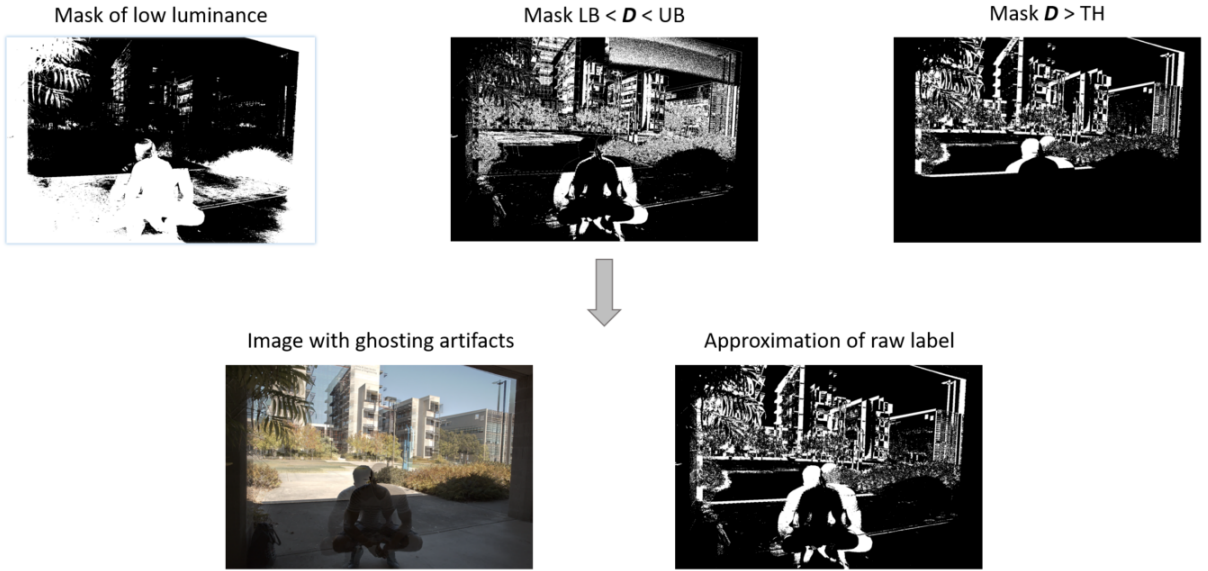 Mask of low luminance
Mask LB < D < UB
Mask D > TH
Image with ghosting artifacts
Approximation of raw label